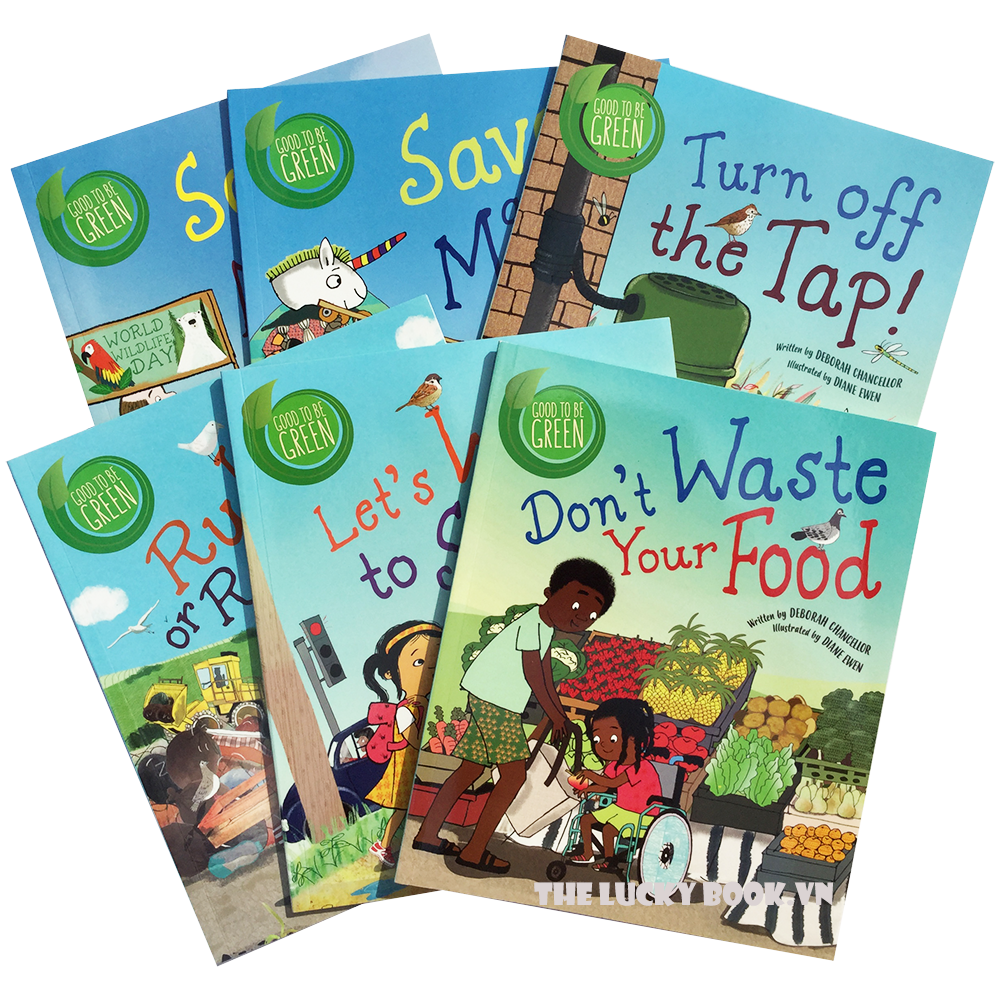 GOOD TO BE
GREEN
WORLD
WILDLIFE
DAY
GOOD TO BE
GREEN
GOOD TO BE
GREEN
Turn off
the Tap!
Written by DEBORAH CHANCELLOR
Illustrated by DIANE EWEN
GOOD TO BE
GREEN
or
GOOD TO BE
GREEN
Let's
to
GOOD TO BE
GREEN
Don't Waste
Your Food
Written by DEBORAH CHANCELLOR
Illustrated by DIANE EWEN
THE LUCKY BOOK.VN